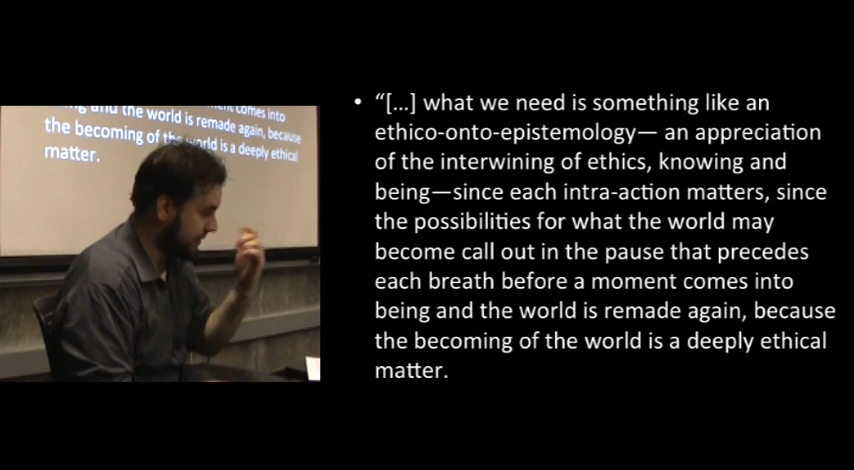 ment comes into
and the world is remade again, because
the becoming of the world is a deeply ethical
matter.
• “[…] what we need is something like an
ethico-onto-epistemology— an appreciation
of the interwining of ethics, knowing and
being—since each intra-action matters, since
the possibilities for what the world may
become call out in the pause that precedes
each breath before a moment comes into
being and the world is remade again, because
the becoming of the world is a deeply ethical
matter.